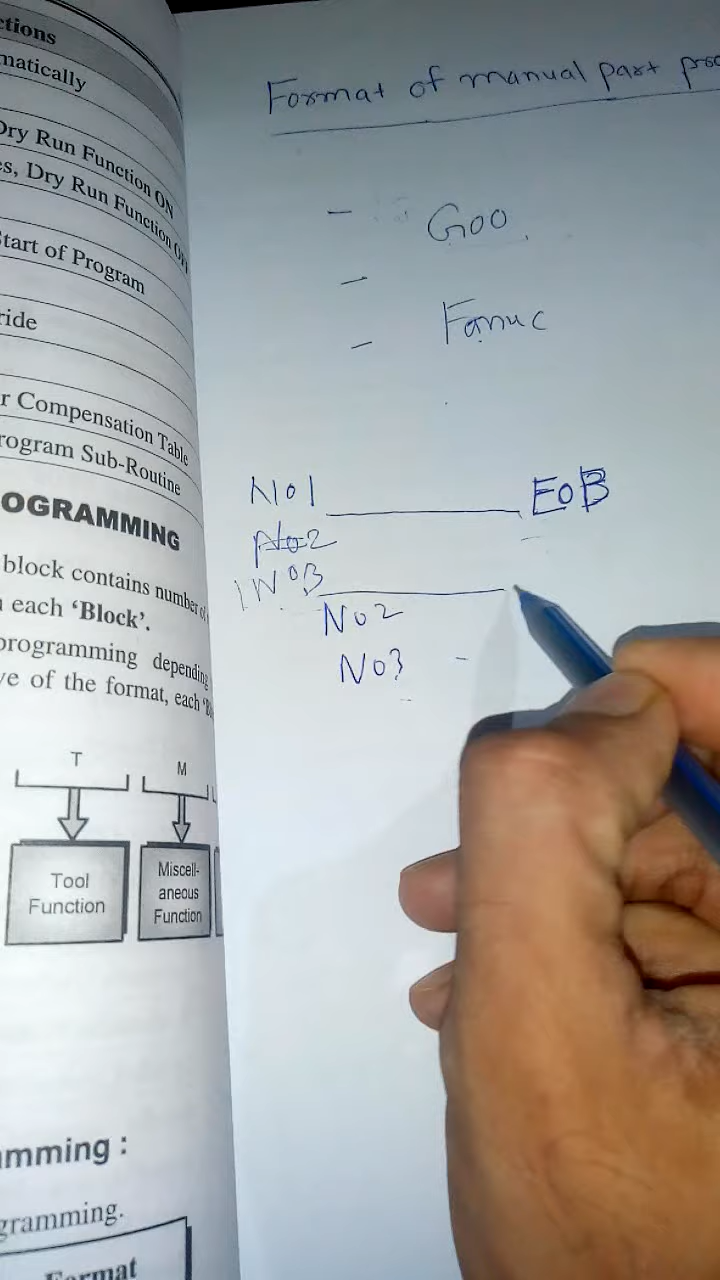 ctions
matically
Dry Run Function ON
es, Dry Run Function OFF
Start of Program
ride
r Compensation Table
rogram Sub-Routine
OGRAMMING
block contains number of
n each ‘Block’.
programming depending
ve of the format, each ‘B
T M
Tool
Function
Miscell-
aneous
Function
mming :
gramming.
Format
Format of manual part pro
- G00
-
- Fanuc
N01 EOB
N02
N03
N02
N03 -